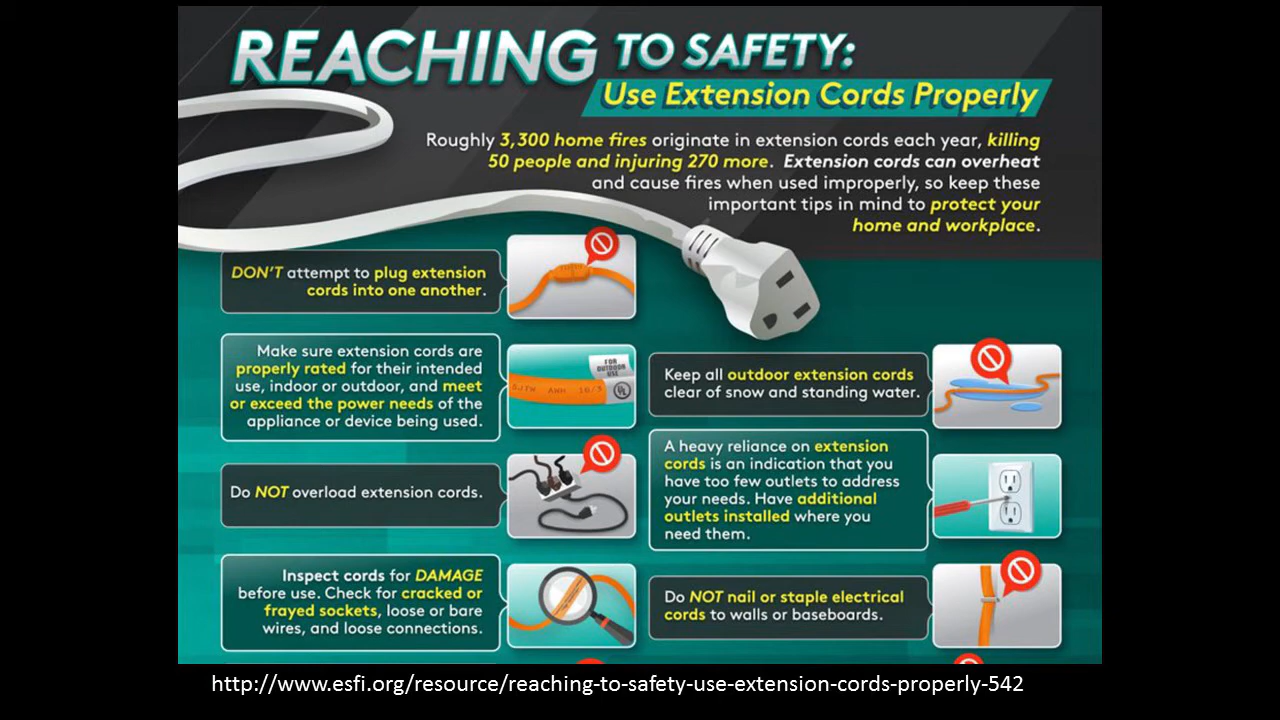 REACHING TO SAFETY:
Use Extension Cords Properly
Roughly 3,300 home fires originate in extension cords each year, killing
50 people and injuring 270 more. Extension cords can overheat
and cause fires when used improperly, so keep these
important tips in mind to protect your
home and workplace.
DON'T attempt to plug extension
cords into one another.
Make sure extension cords are
properly rated for their intended
use, indoor or outdoor, and meet
or exceed the power needs of the
appliance or device being used.
FOR
OUTDOOR
USE
SJTW AWM 16/3
UL
Do NOT overload extension cords.
Inspect cords for DAMAGE
before use. Check for cracked or
frayed sockets, loose or bare
wires, and loose connections.
Keep all outdoor extension cords
clear of snow and standing water.
A heavy reliance on extension
cords is an indication that you
have too few outlets to address
your needs. Have additional
outlets installed where you
need them.
Do NOT nail or staple electrical
cords to walls or baseboards.
http://www.esfi.org/resource/reaching-to-safety-use-extension-cords-properly-542